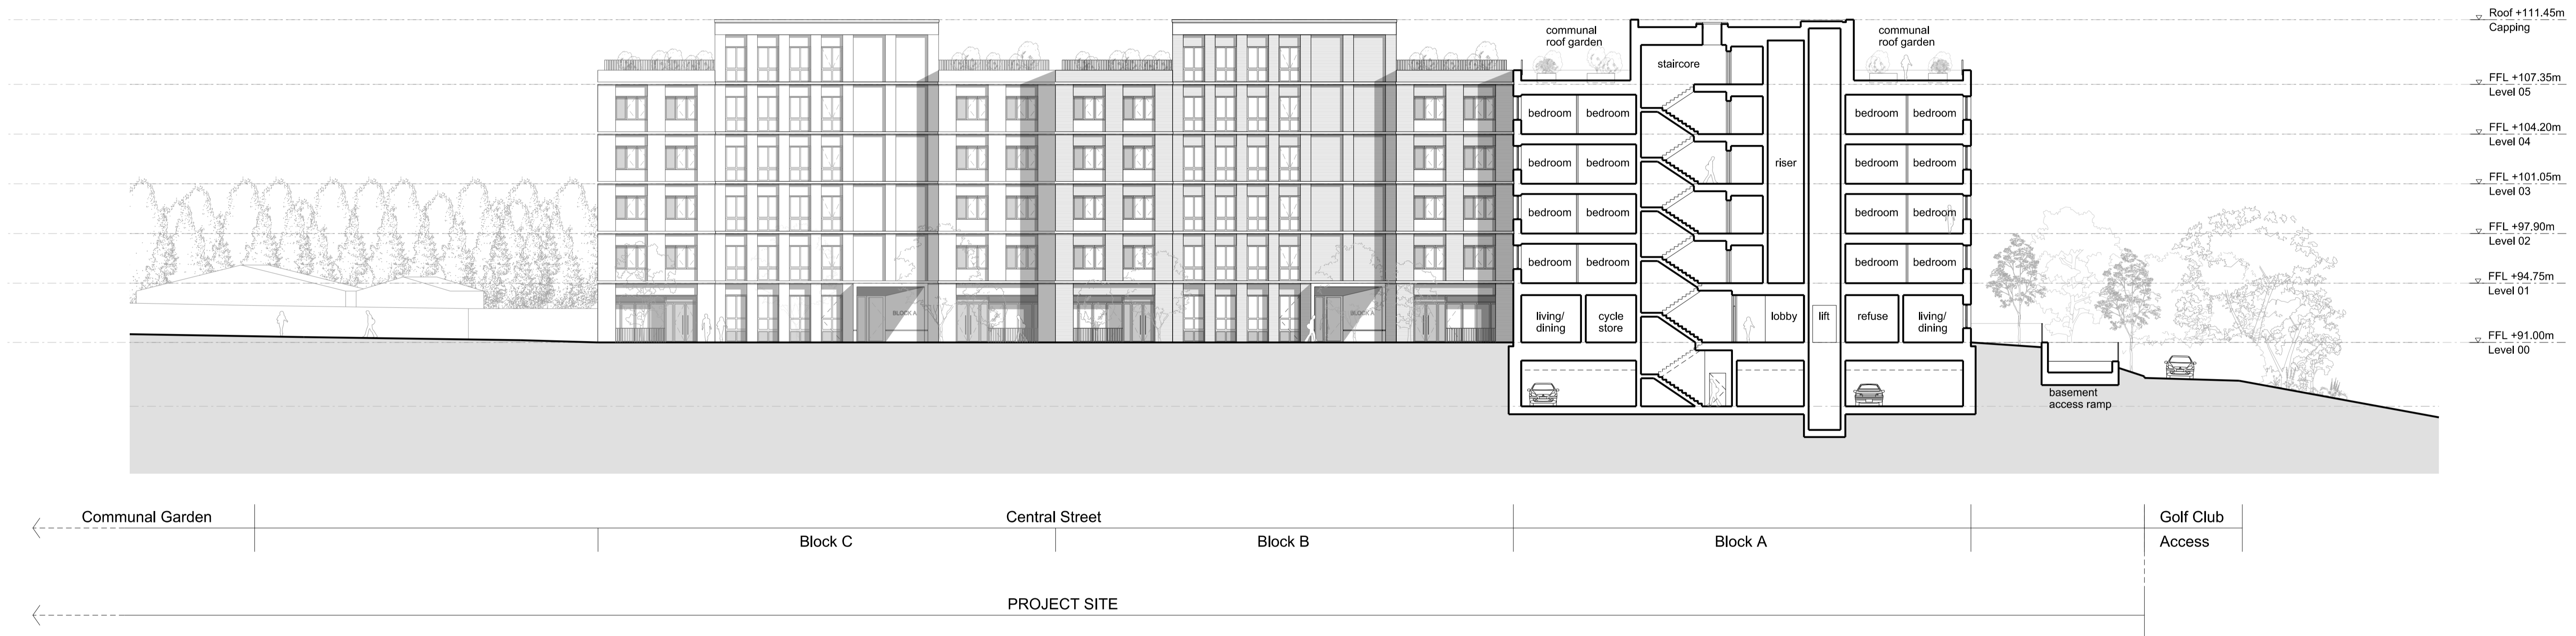 Roof +111.45m
Capping
communal
roof garden
communal
roof garden
staircore
FFL +107.35m
Level 05
bedroom bedroom bedroom bedroom
FFL +104.20m
Level 04
bedroom bedroom riser bedroom bedroom
FFL +101.05m
Level 03
bedroom bedroom bedroom bedroom
FFL +97.90m
Level 02
bedroom bedroom bedroom bedroom
FFL +94.75m
Level 01
BLOCK A
BLOCK A
living/
dining
cycle
store
lobby
lift
refuse
living/
dining
FFL +91.00m
Level 00
basement
access ramp
Communal Garden
Central Street
Golf Club
Block C
Block B
Block A
Access
PROJECT SITE